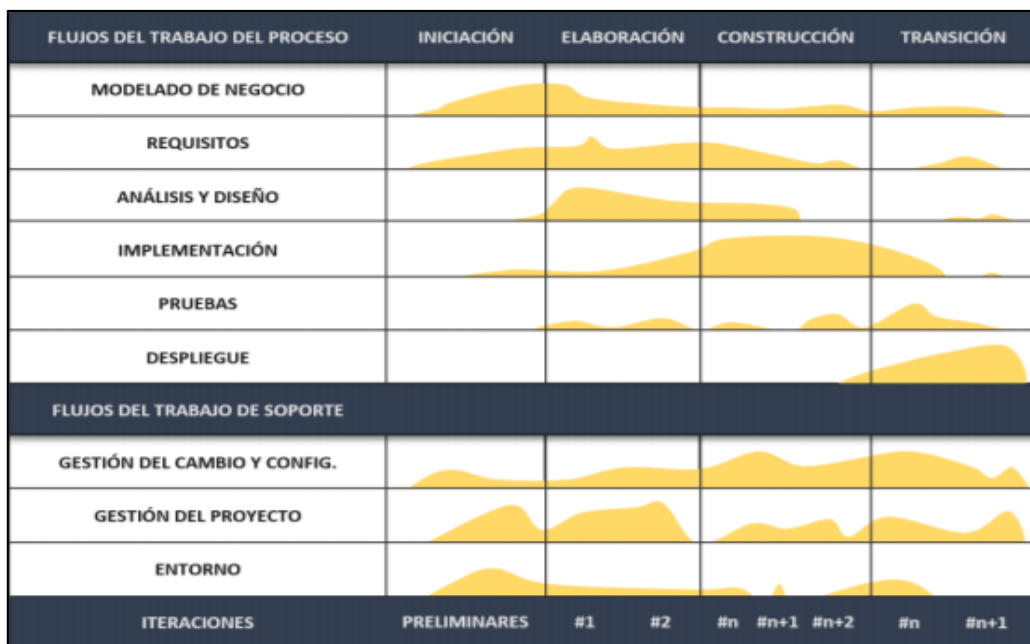 FLUJOS DEL TRABAJO DEL PROCESO INICIACIÓN ELABORACIÓN CONSTRUCCIÓN TRANSICIÓN
MODELADO DE NEGOCIO
REQUISITOS
ANÁLISIS Y DISEÑO
IMPLEMENTACIÓN
PRUEBAS
DESPLIEGUE
FLUJOS DEL TRABAJO DE SOPORTE
GESTIÓN DEL CAMBIO Y CONFIG.
GESTIÓN DEL PROYECTO
ENTORNO
ITERACIONES PRELIMINARES #1 #2 #n #n+1 #n+2 #n #n+1